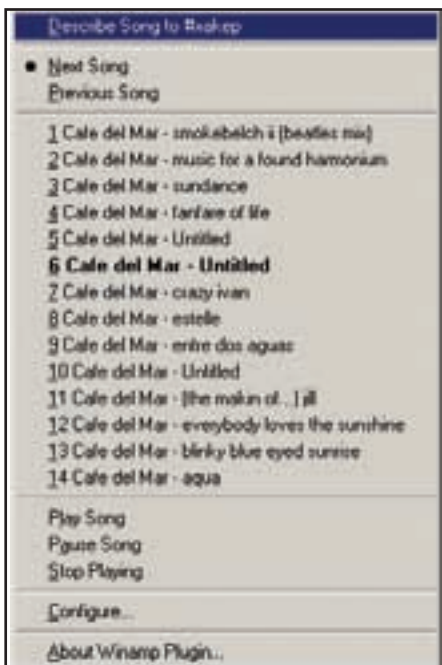 Describe Song to #xakep
Next Song
Previous Song
1 Cafe del Mar - smokebelch ii (beatles mix)
2 Cafe del Mar - music for a found harmonium
3 Cafe del Mar - sundance
4 Cafe del Mar - fanfare of life
5 Cafe del Mar - Untitled
6 Cafe del Mar - Untitled
7 Cafe del Mar - crazy ivan
8 Cafe del Mar - estelle
9 Cafe del Mar - entre dos aguas
10 Cafe del Mar - Untitled
11 Cafe del Mar - (the makin of...) jill
12 Cafe del Mar - everybody loves the sunshine
13 Cafe del Mar - blinky blue eyed sunrise
14 Cafe del Mar - agua
Play Song
Pause Song
Stop Playing
Configure...
About Winamp Plugin...